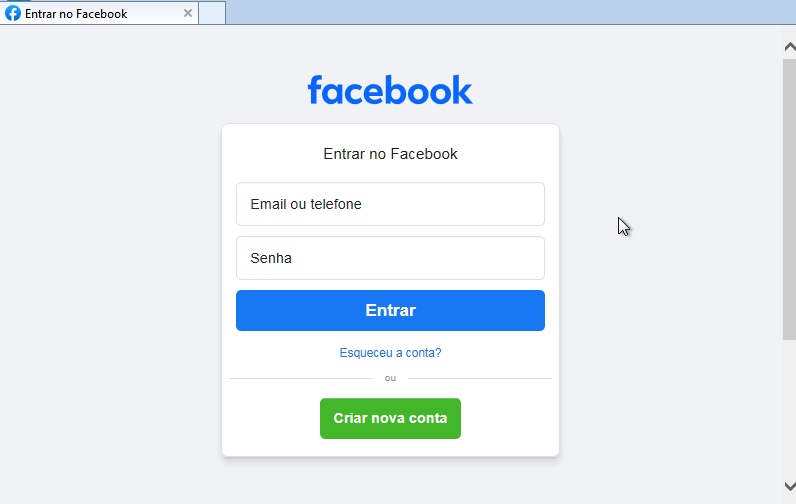 Entrar no Facebook
facebook
Entrar no Facebook
Email ou telefone
Senha
Entrar
Esqueceu a conta?
ou
Criar nova conta